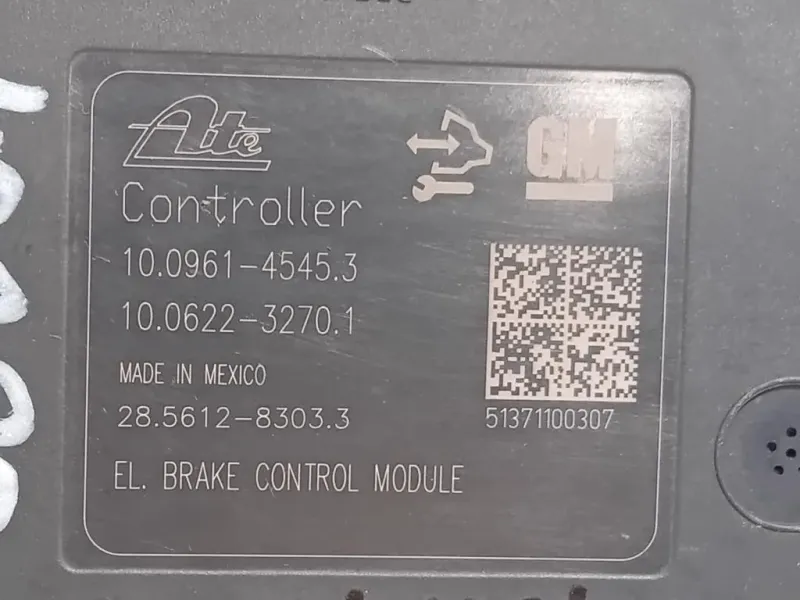 Ate
GM
Controller
10.0961-4545.3
10.0622-3270.1
MADE IN MEXICO
28.5612-8303.3
51371100307
EL. BRAKE CONTROL MODULE